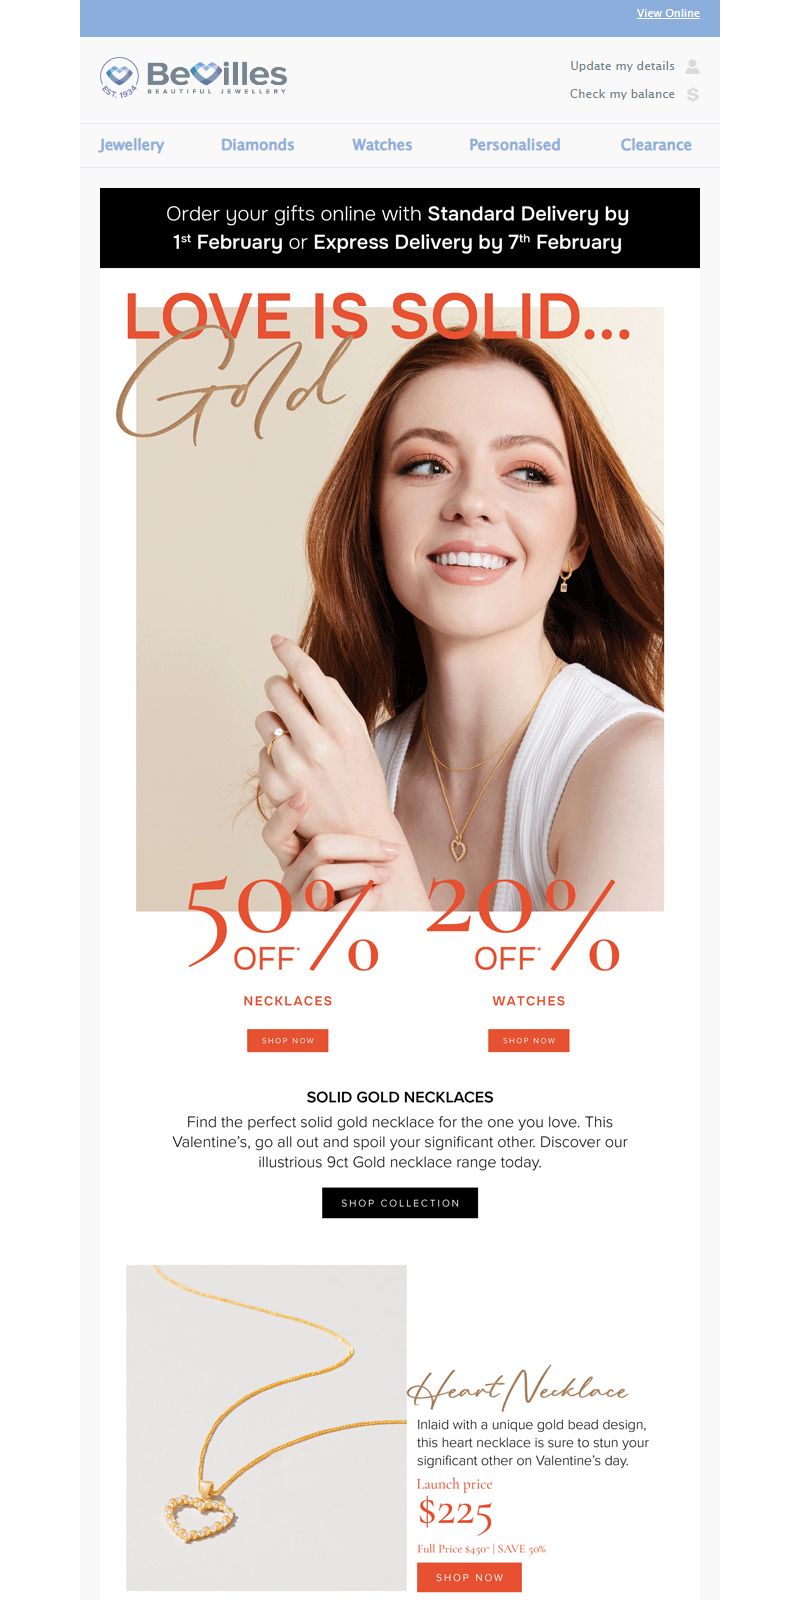 View Online
EST. 1934
Bevilles
BEAUTIFUL JEWELLERY
Update my details
Check my balance
Jewellery Diamonds Watches Personalised Clearance
Order your gifts online with Standard Delivery by
1st February or Express Delivery by 7th February
LOVE IS SOLID...
Gold
50% OFF*
NECKLACES
SHOP NOW
20% OFF*
WATCHES
SHOP NOW
SOLID GOLD NECKLACES
Find the perfect solid gold necklace for the one you love. This
Valentine's, go all out and spoil your significant other. Discover our
illustrious 9ct Gold necklace range today.
SHOP COLLECTION
Heart Necklace
Inlaid with a unique gold bead design,
this heart necklace is sure to stun your
significant other on Valentine's day.
Launch price
$225
Full Price $450~ | SAVE 50%
SHOP NOW